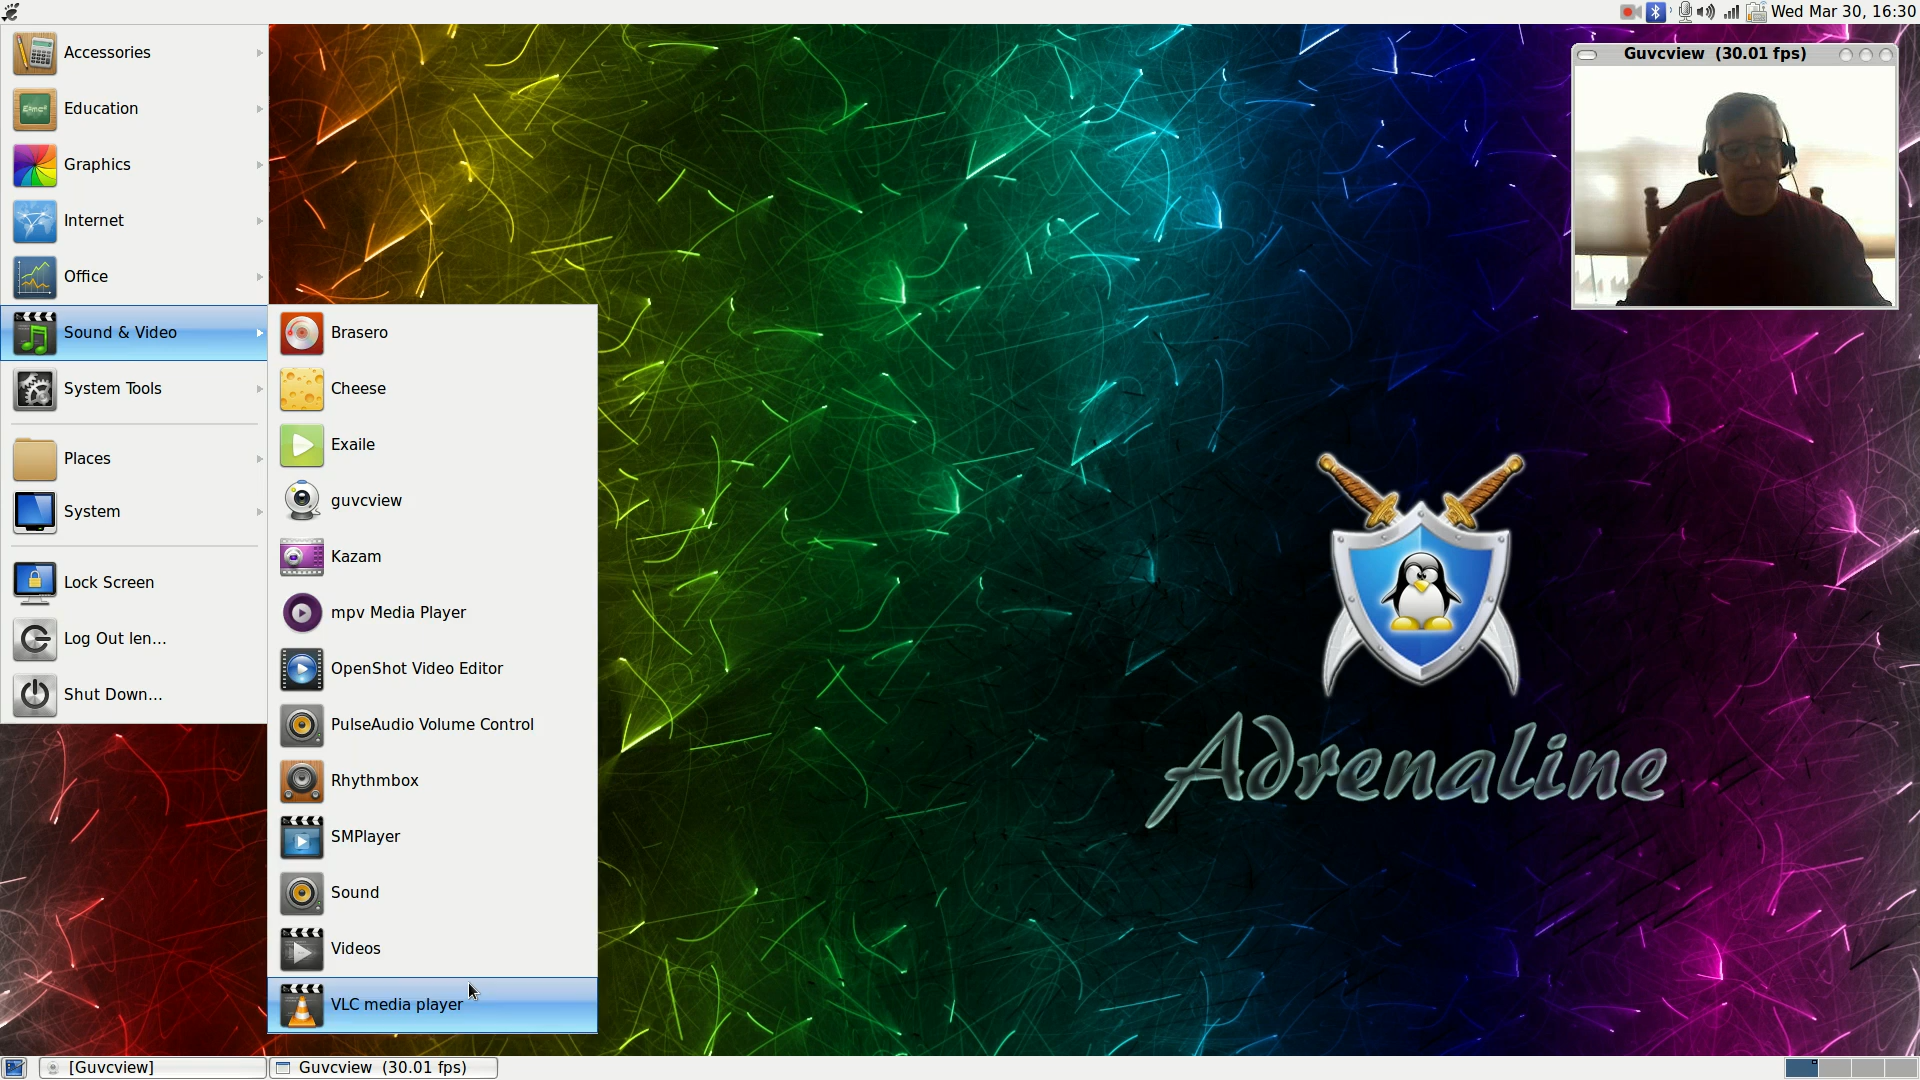 Wed Mar 30, 16:30
Accessories
Education
Graphics
Internet
Office
Sound & Video
System Tools
Places
System
Lock Screen
Log Out len...
Shut Down...
Brasero
Cheese
Exaile
guvcview
Kazam
mpv Media Player
OpenShot Video Editor
PulseAudio Volume Control
Rhythmbox
SMPlayer
Sound
Videos
VLC media player
Guvcview (30.01 fps)
Adrenaline
[Guvcview]
Guvcview (30.01 fps)